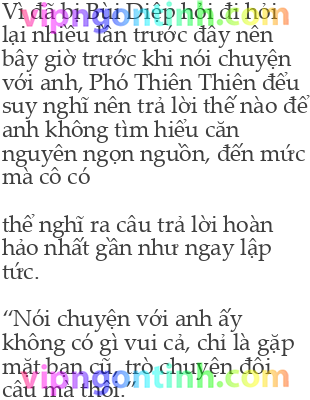 Vì đã bị Bùi Diệp hỏi đi hỏi
lại nhiều lần trước đây nên
bây giờ trước khi nói chuyện
với anh, Phó Thiên Thiên đểu
suy nghĩ nên trả lời thế nào để
anh không tìm hiểu căn
nguyên ngọn nguồn, đến mức
mà cô có
thể nghĩ ra câu trả lời hoàn
hảo nhất gần như ngay lập
tức.
“Nói chuyện với anh ấy
không có gì vui cả, chỉ là gặp
mặt bạn cũ, trò chuyện đôi
câu mà thôi.”
vipngontinh.com
vipngontinh.com